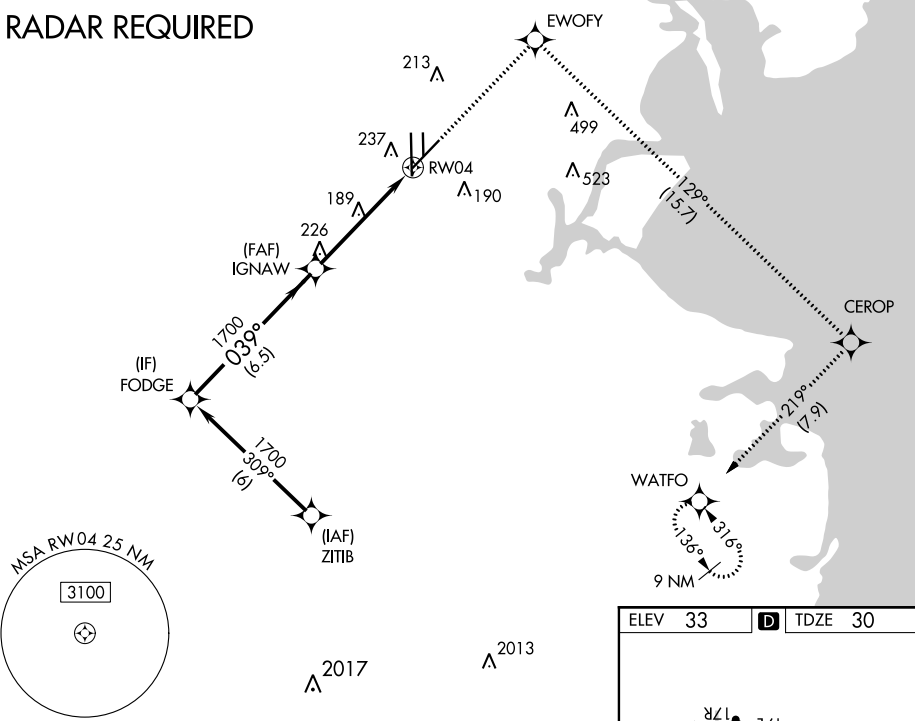 RADAR REQUIRED
EWOFY
213
499
237
RW04
523
129°
(15.7)
190
189
226
(FAF)
IGNAW
CEROP
1700
039°
(6.5)
(IF)
FODGE
219°
(7.9)
1700
309°
(6)
WATFO
(IAF)
ZITIB
316°
136°
9 NM
MSA RW04 25 NM
3100
ELEV 33 D TDZE 30
2013
2017
17R